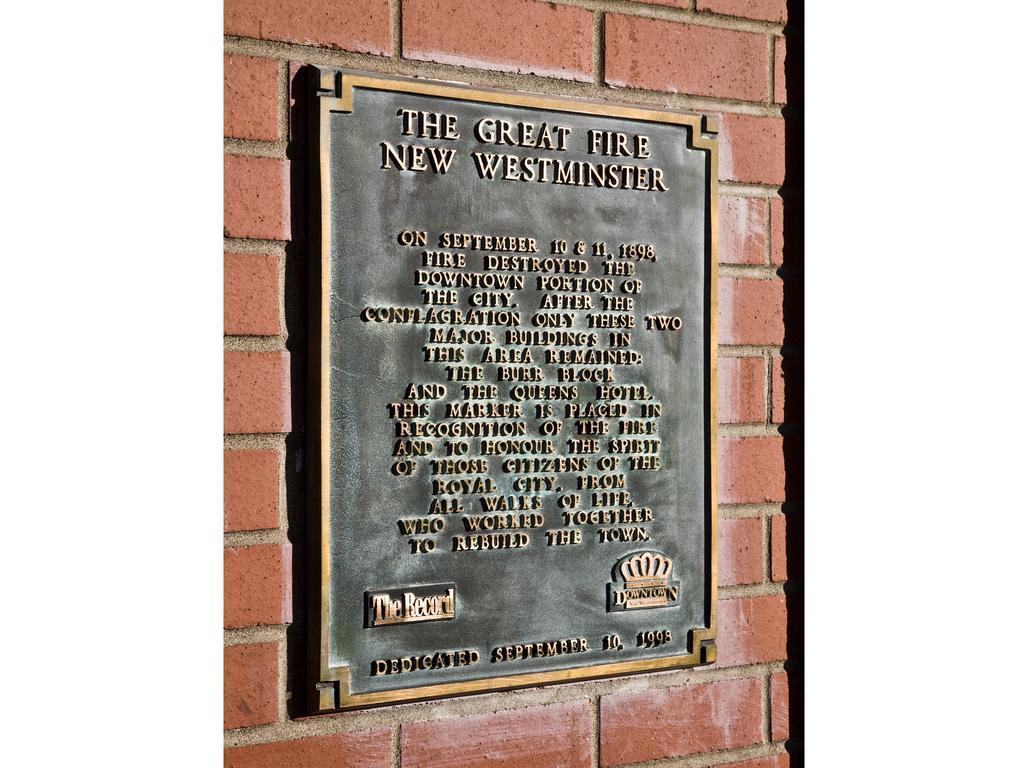 THE GREAT FIRE
NEW WESTMINSTER
ON SEPTEMBER 10 & 11, 1898,
FIRE DESTROYED THE
DOWNTOWN PORTION OF
THE CITY. AFTER THE
CONFLAGRATION ONLY THESE TWO
MAJOR BUILDINGS IN
THIS AREA REMAINED:
THE BURR BLOCK
AND THE QUEENS HOTEL.
THIS MARKER IS PLACED IN
RECOGNITION OF THE FIRE
AND TO HONOUR THE SPIRIT
OF THOSE CITIZENS OF THE
ROYAL CITY, FROM
ALL WALKS OF LIFE,
WHO WORKED TOGETHER
TO REBUILD THE TOWN.
The Record
DOWNTOWN
New Westminster
DEDICATED SEPTEMBER 10, 1998